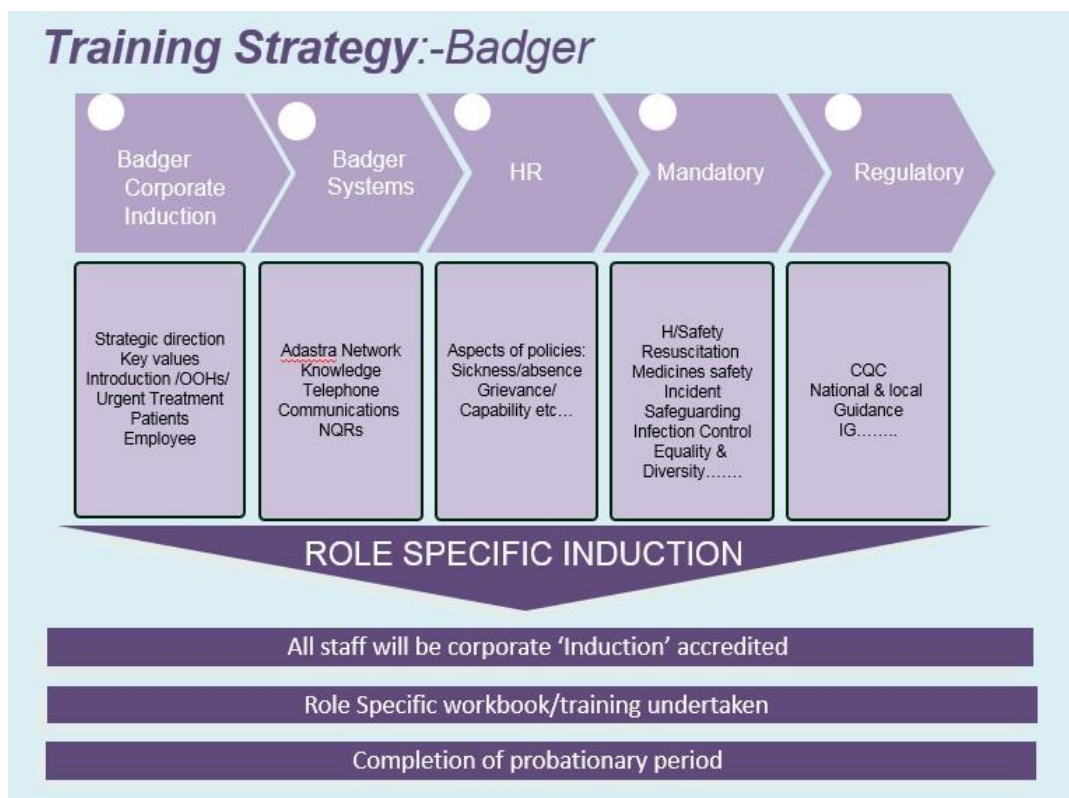 Training Strategy:-Badger
Badger
Corporate
Induction
Badger
Systems
HR
Mandatory
Regulatory
Strategic direction
Key values
Introduction /OOHs/
Urgent Treatment
Patients
Employee
Adastra Network
Knowledge
Telephone
Communications
NQRs
Aspects of policies:
Sickness/absence
Grievance/
Capability etc…
H/Safety
Resuscitation
Medicines safety
Incident
Safeguarding
Infection Control
Equality &
Diversity…….
CQC
National & local
Guidance
IG……..
ROLE SPECIFIC INDUCTION
All staff will be corporate ‘Induction’ accredited
Role Specific workbook/training undertaken
Completion of probationary period